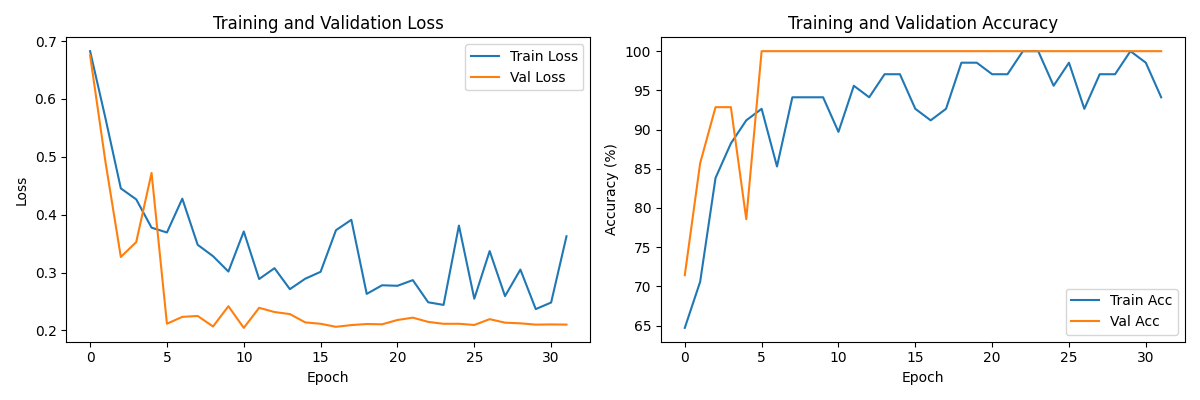 Training and Validation Loss
0.7
0.6
0.5
0.4
0.3
0.2
Loss
0 5 10 15 20 25 30
Epoch
Train Loss
Val Loss
Training and Validation Accuracy
100
95
90
85
80
75
70
65
Accuracy (%)
0 5 10 15 20 25 30
Epoch
Train Acc
Val Acc